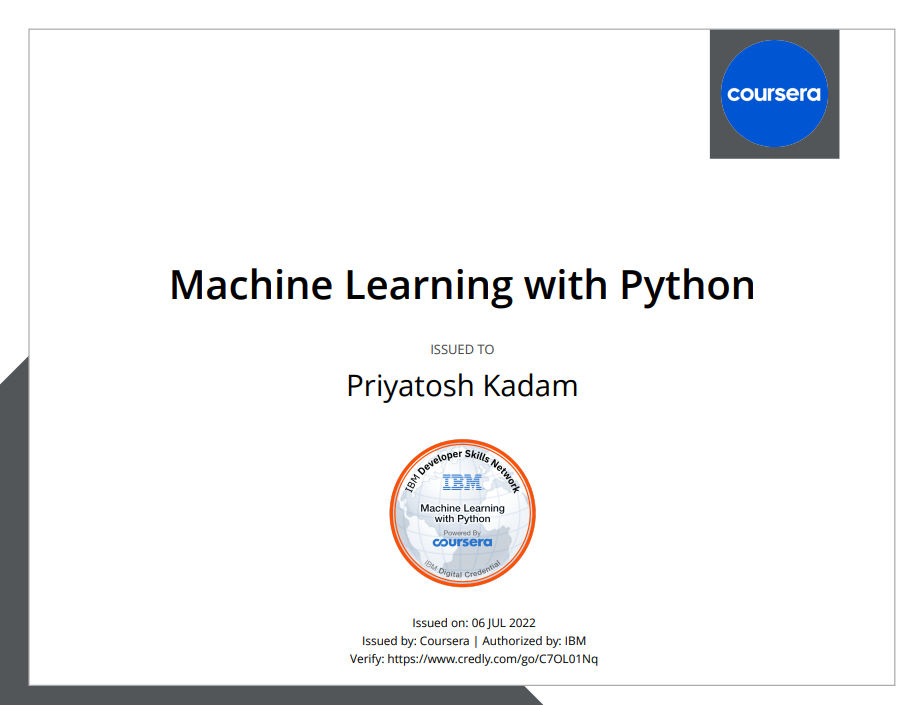 coursera
Machine Learning with Python
ISSUED TO
Priyatosh Kadam
IBM Developer Skills Network
IBM
Machine Learning
with Python
Powered By
coursera
IBM Digital Credential
Issued on: 06 JUL 2022
Issued by: Coursera | Authorized by: IBM
Verify: https://www.credly.com/go/C7OL01Nq